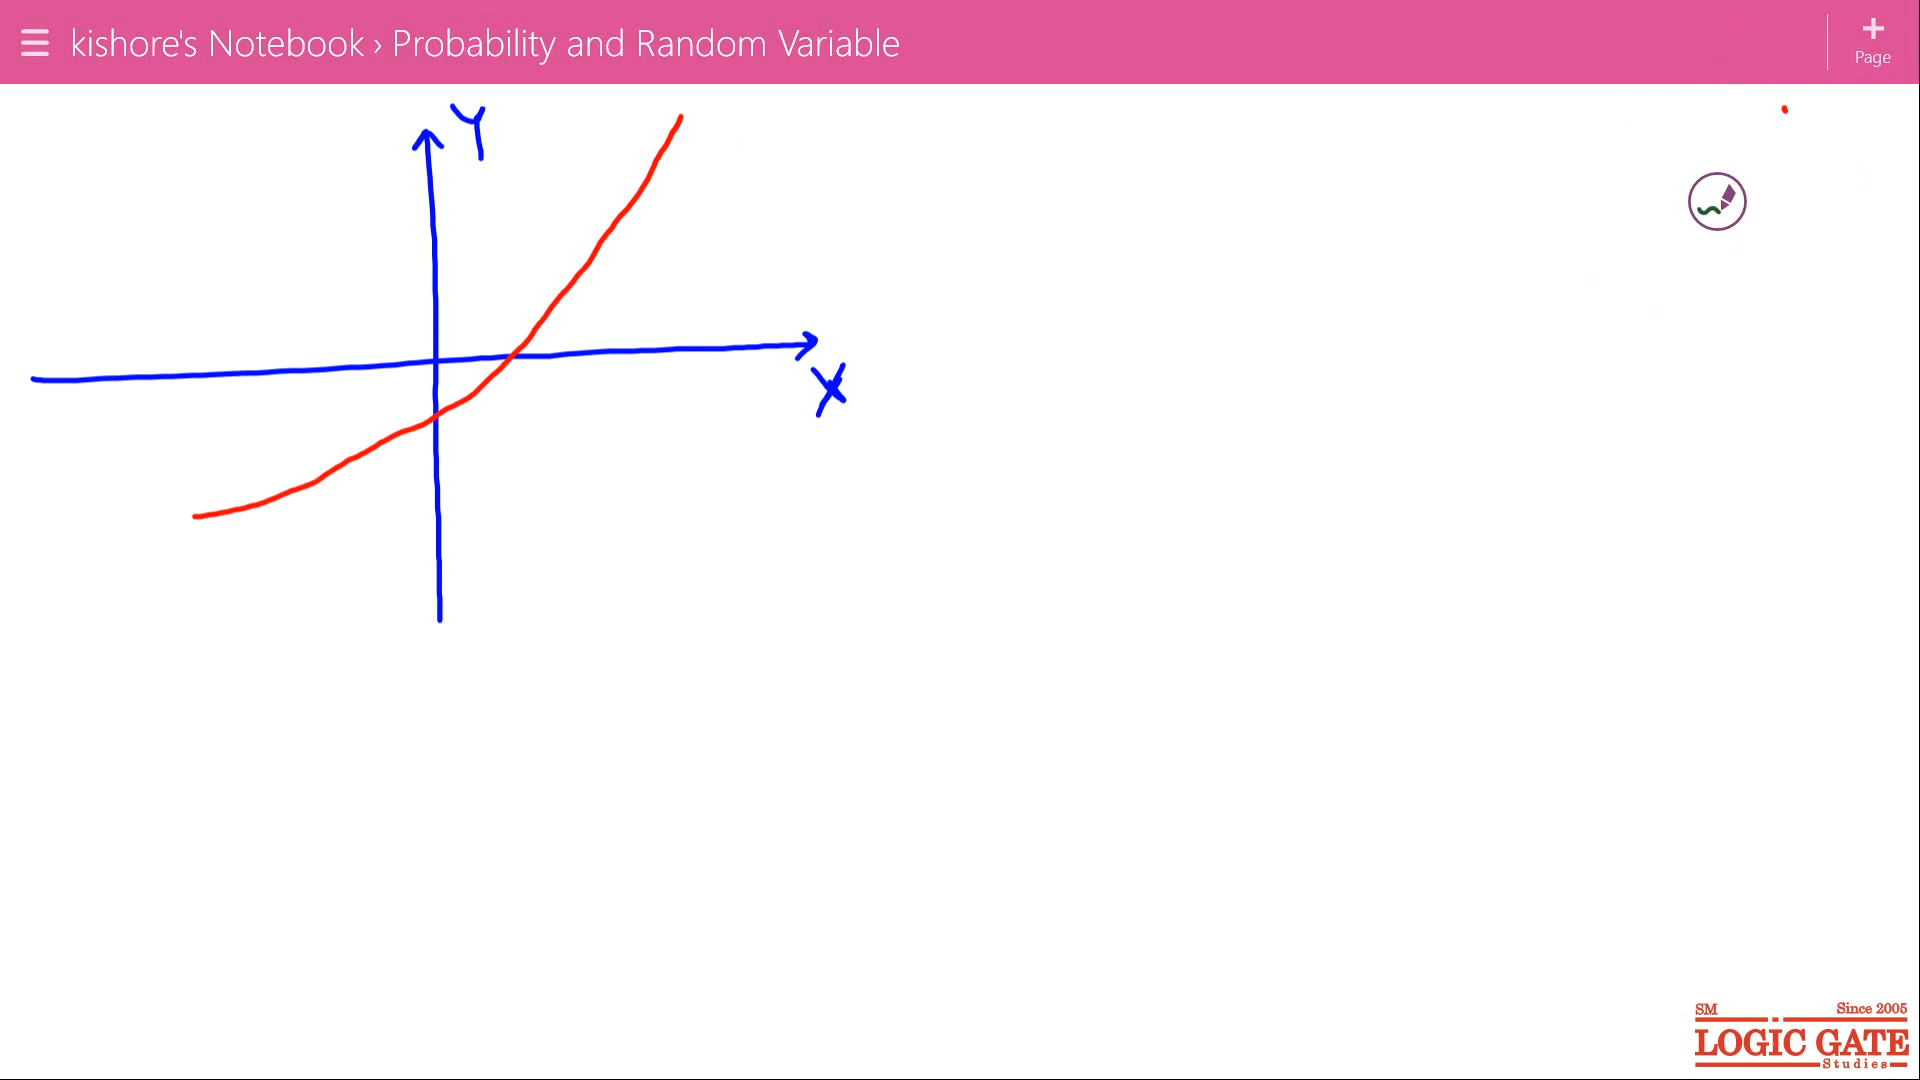 kishore's Notebook › Probability and Random Variable
+
Page
Y
X
SM Since 2005
LOGIC GATE
Studies